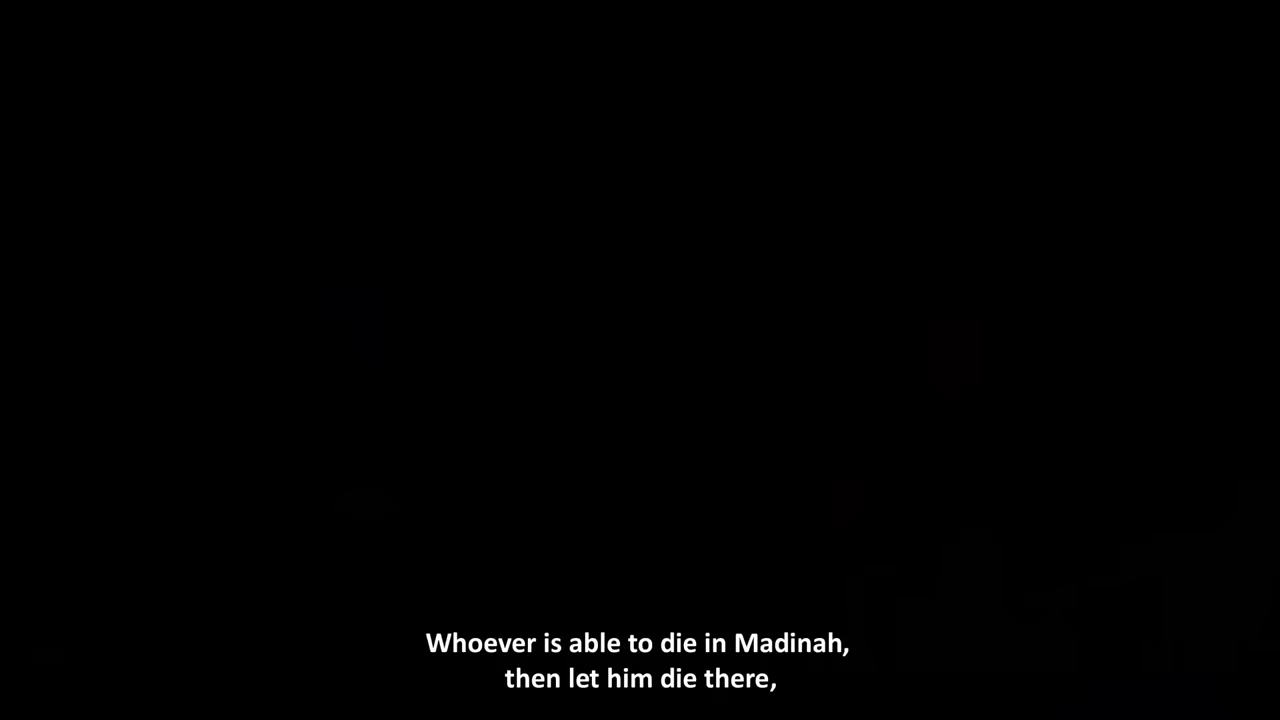 Whoever is able to die in Madinah,
then let him die there,